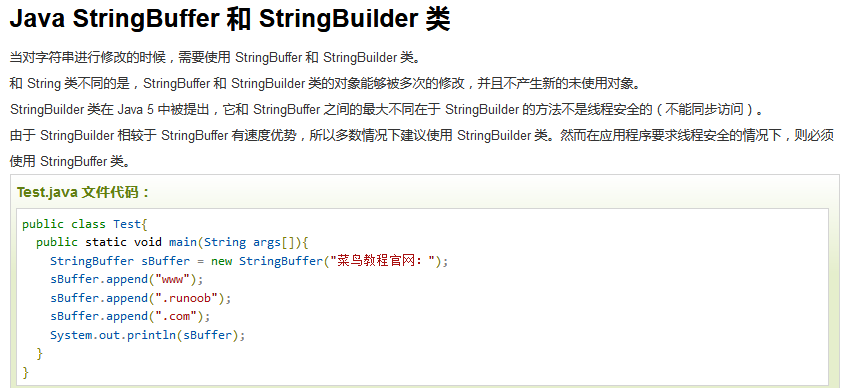 Java StringBuffer 和 StringBuilder 类
当对字符串进行修改的时候，需要使用 StringBuffer 和 StringBuilder 类。
和 String 类不同的是，StringBuffer 和 StringBuilder 类的对象能够被多次的修改，并且不产生新的未使用对象。
StringBuilder 类在 Java 5 中被提出，它和 StringBuffer 之间的最大不同在于 StringBuilder 的方法不是线程安全的（不能同步访问）。
由于 StringBuilder 相较于 StringBuffer 有速度优势，所以多数情况下建议使用 StringBuilder 类。然而在应用程序要求线程安全的情况下，则必须
使用 StringBuffer 类。
Test.java 文件代码：
public class Test{
  public static void main(String args[]){
    StringBuffer sBuffer = new StringBuffer("菜鸟教程官网：");
    sBuffer.append("www");
    sBuffer.append(".runoob");
    sBuffer.append(".com");
    System.out.println(sBuffer);
  }
}